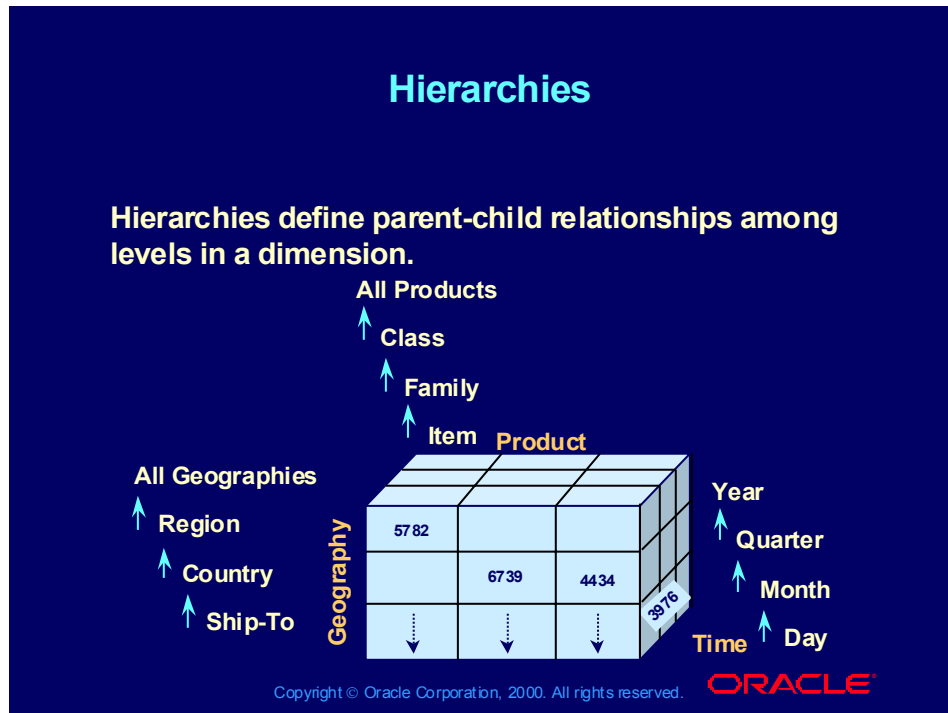 Hierarchies
Hierarchies define parent-child relationships among
levels in a dimension.
All Products
Class
Family
Item
Product
All Geographies
Region
Country
Ship-To
Geography
5782
6739
4434
3976
Year
Quarter
Month
Day
Time
Copyright © Oracle Corporation, 2000. All rights reserved.
ORACLE®